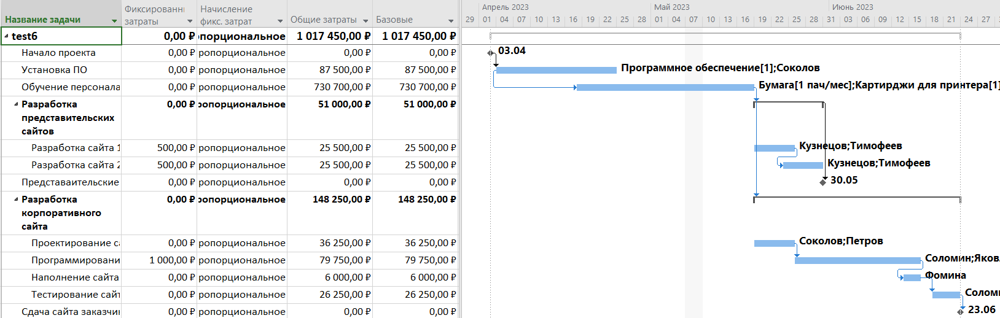 Название задачи
Фиксированн
затраты
Начисление
фикс. затрат
Общие затраты
Базовые
Апрель 2023
Май 2023
Июнь 2023
29 01 04 07 10 13 16 19 22 25 28 01 04 07 10 13 16 19 22 25 28 31 03 06 09 12 15 18 21 24 27
test6 0,00 ₽ опорциональное 1 017 450,00 ₽ 1 017 450,00 ₽
Начало проекта 0,00 ₽ ропорциональное 0,00 ₽ 0,00 ₽ 03.04
Установка ПО 0,00 ₽ ропорциональное 87 500,00 ₽ 87 500,00 ₽ Программное обеспечение[1];Соколов
Обучение персонала 0,00 ₽ ропорциональное 730 700,00 ₽ 730 700,00 ₽ Бумага[1 пач/мес];Картирджи для принтера[1]
Разработка
представительских
сайтов
0,00 ₽ ропорциональное 51 000,00 ₽ 51 000,00 ₽
Разработка сайта 1 500,00 ₽ ропорциональное 25 500,00 ₽ 25 500,00 ₽ Кузнецов;Тимофеев
Разработка сайта 2 500,00 ₽ ропорциональное 25 500,00 ₽ 25 500,00 ₽ Кузнецов;Тимофеев
Представаительские 0,00 ₽ ропорциональное 0,00 ₽ 0,00 ₽ 30.05
Разработка
корпоративного
сайта
0,00 ₽ ропорциональное 148 250,00 ₽ 148 250,00 ₽
Проектирование са 0,00 ₽ ропорциональное 36 250,00 ₽ 36 250,00 ₽ Соколов;Петров
Программировани 1 000,00 ₽ ропорциональное 79 750,00 ₽ 79 750,00 ₽ Соломин;Яковл
Наполнение сайта 0,00 ₽ ропорциональное 6 000,00 ₽ 6 000,00 ₽ Фомина
Тестирование сайт 0,00 ₽ ропорциональное 26 250,00 ₽ 26 250,00 ₽ Соломи
Сдача сайта заказчи 0,00 ₽ ропорциональное 0,00 ₽ 0,00 ₽ 23.06